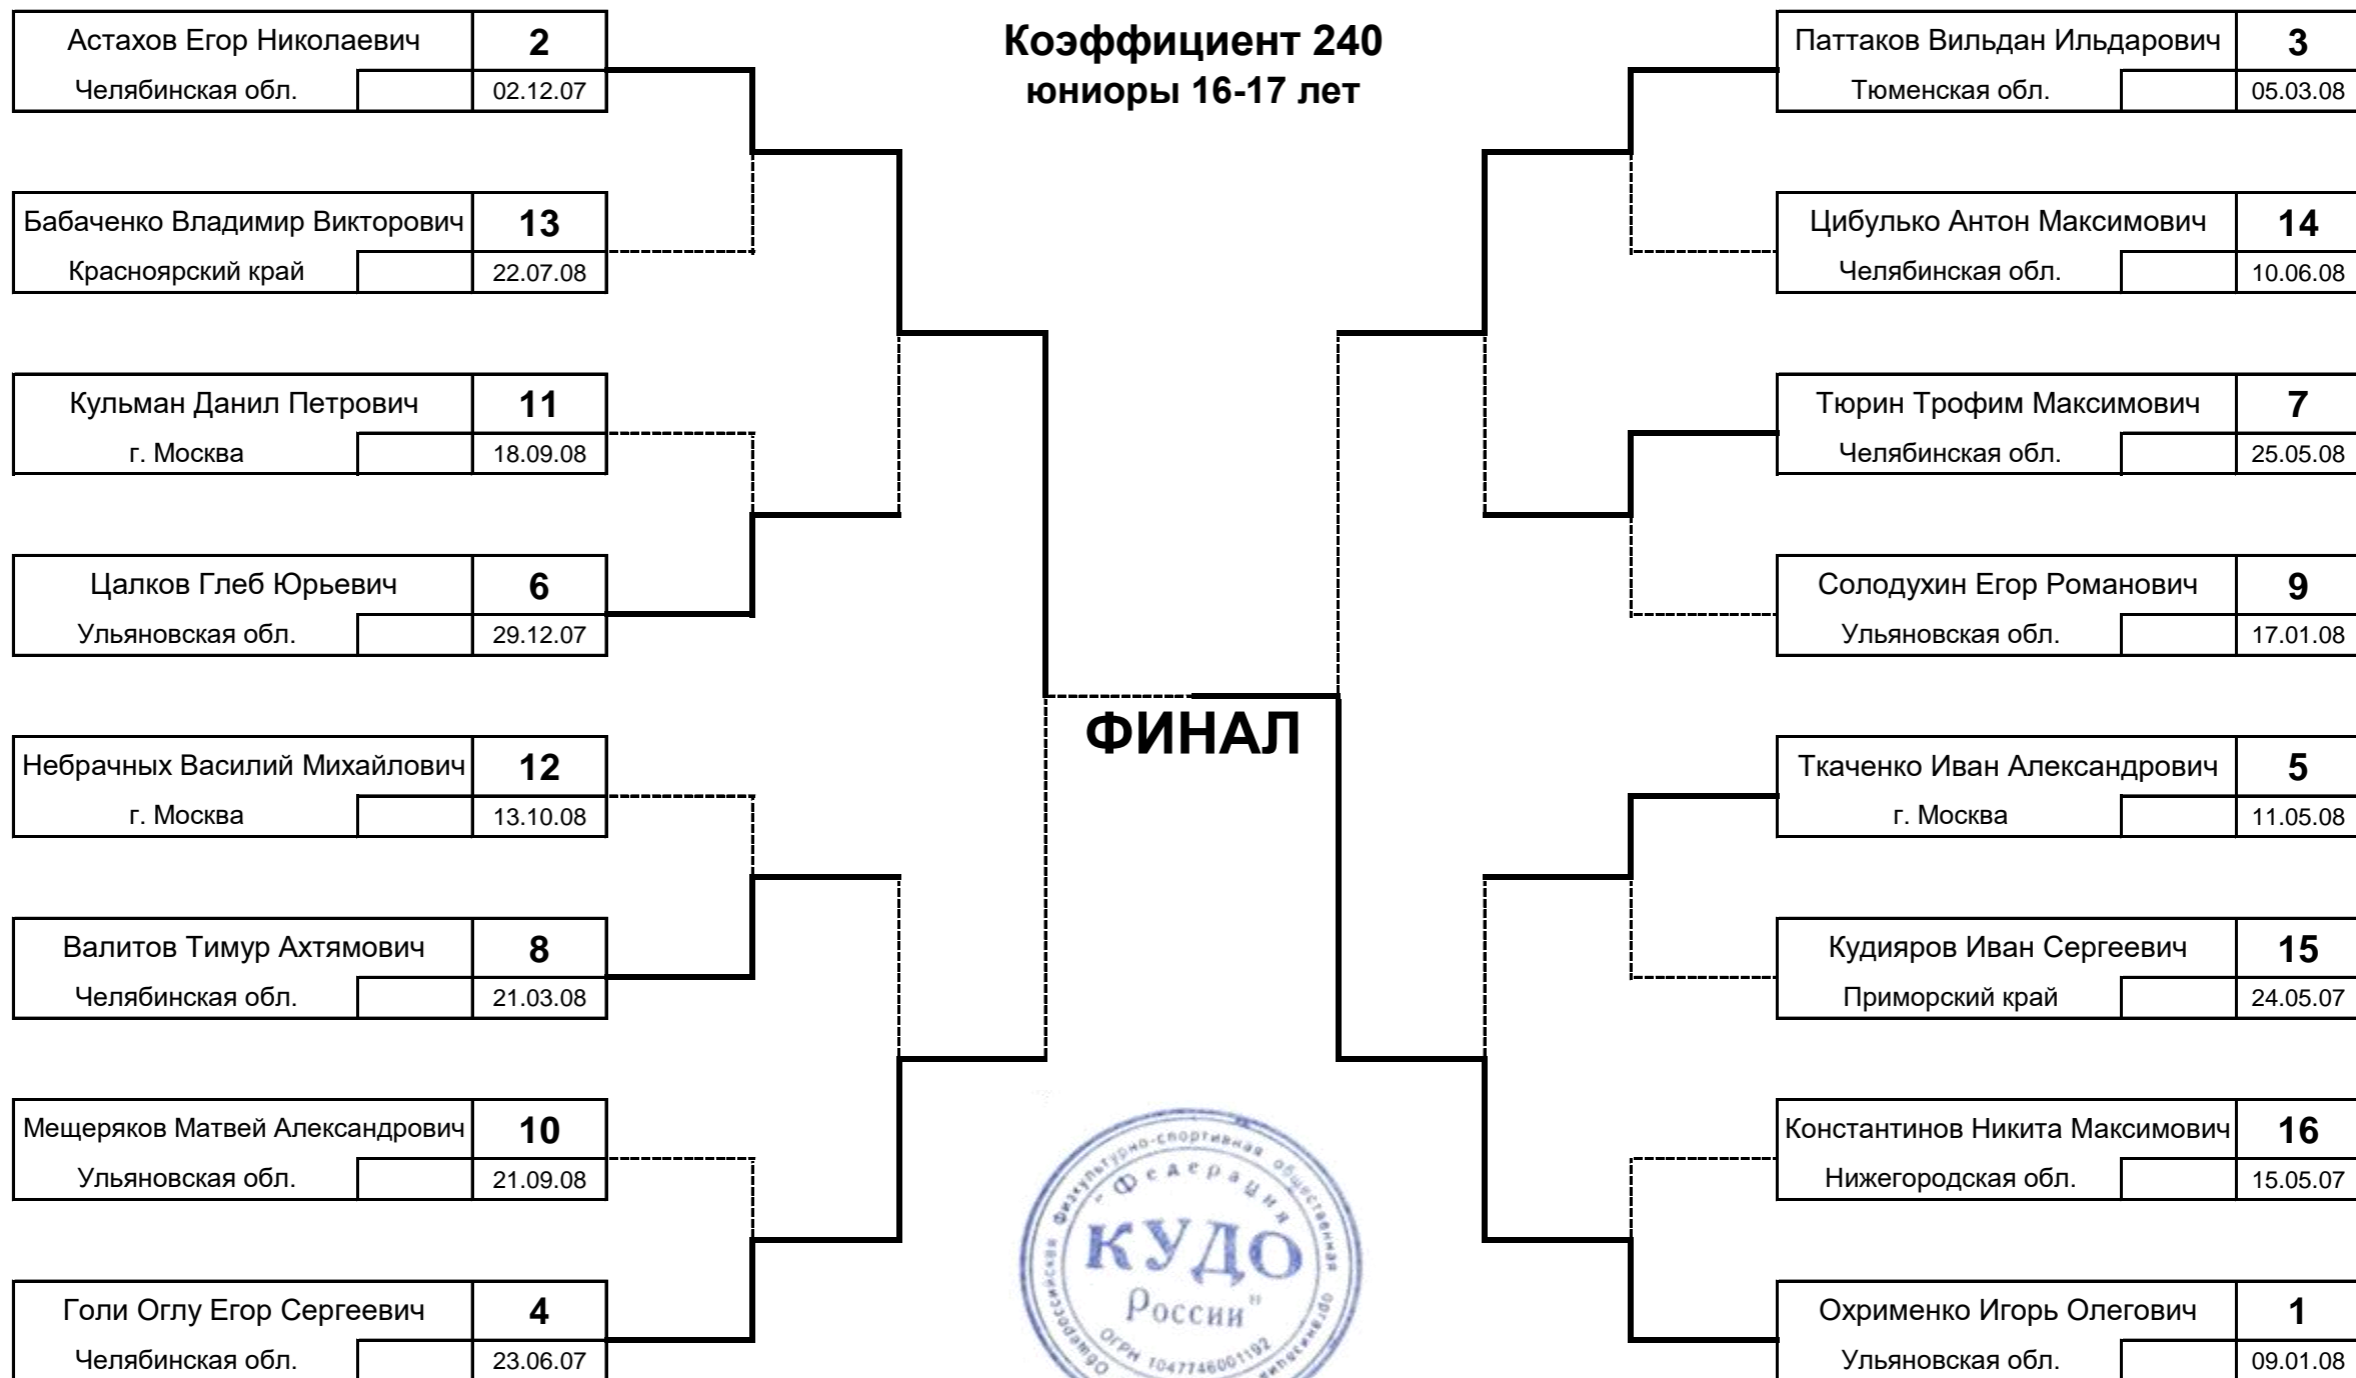 Коэффициент 240
юниоры 16-17 лет
Астахов Егор Николаевич 2
Челябинская обл. 02.12.07
Бабаченко Владимир Викторович 13
Красноярский край 22.07.08
Кульман Данил Петрович 11
г. Москва 18.09.08
Цалков Глеб Юрьевич 6
Ульяновская обл. 29.12.07
Небрачных Василий Михайлович 12
г. Москва 13.10.08
Валитов Тимур Ахтямович 8
Челябинская обл. 21.03.08
Мещеряков Матвей Александрович 10
Ульяновская обл. 21.09.08
Голи Оглу Егор Сергеевич 4
Челябинская обл. 23.06.07
ФИНАЛ
Паттаков Вильдан Ильдарович 3
Тюменская обл. 05.03.08
Цибулько Антон Максимович 14
Челябинская обл. 10.06.08
Тюрин Трофим Максимович 7
Челябинская обл. 25.05.08
Солодухин Егор Романович 9
Ульяновская обл. 17.01.08
Ткаченко Иван Александрович 5
г. Москва 11.05.08
Кудияров Иван Сергеевич 15
Приморский край 24.05.07
Константинов Никита Максимович 16
Нижегородская обл. 15.05.07
Охрименко Игорь Олегович 1
Ульяновская обл. 09.01.08
Общероссийская физкультурно-спортивная общественная организация
"Федерация
КУДО
России"
ОГРН 1047746001192